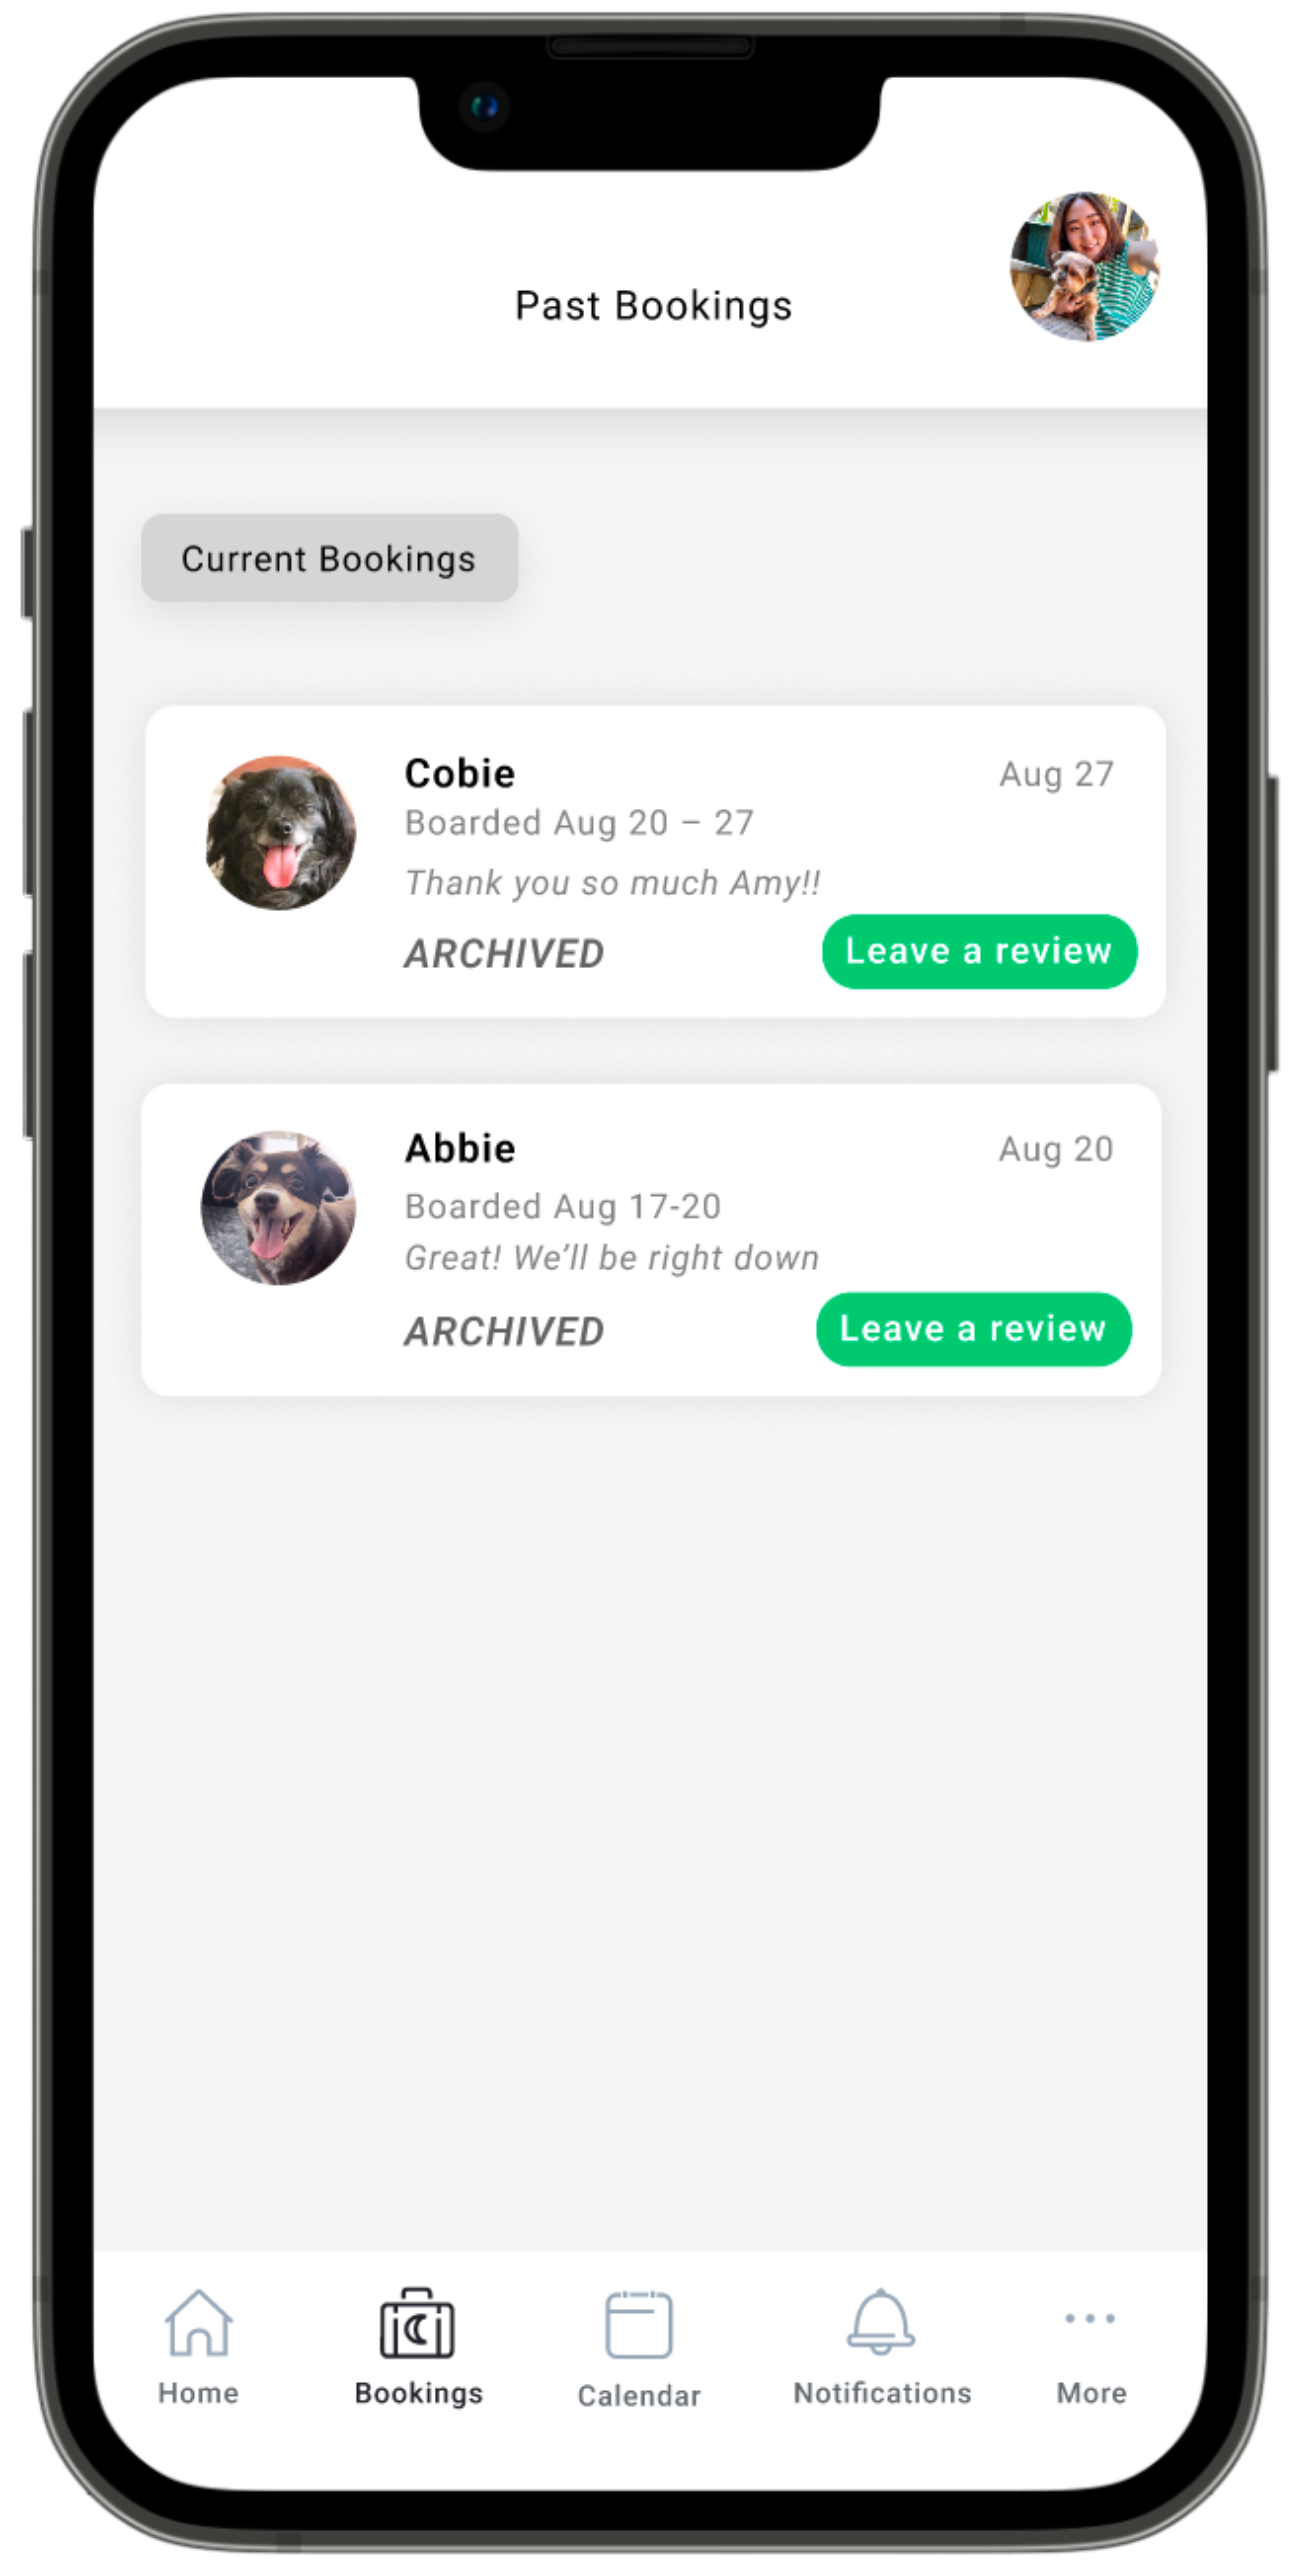 Past Bookings
Current Bookings
Cobie
Aug 27
Boarded Aug 20 – 27
Thank you so much Amy!!
ARCHIVED
Leave a review
Abbie
Aug 20
Boarded Aug 17-20
Great! We’ll be right down
ARCHIVED
Leave a review
Home
Bookings
Calendar
Notifications
More